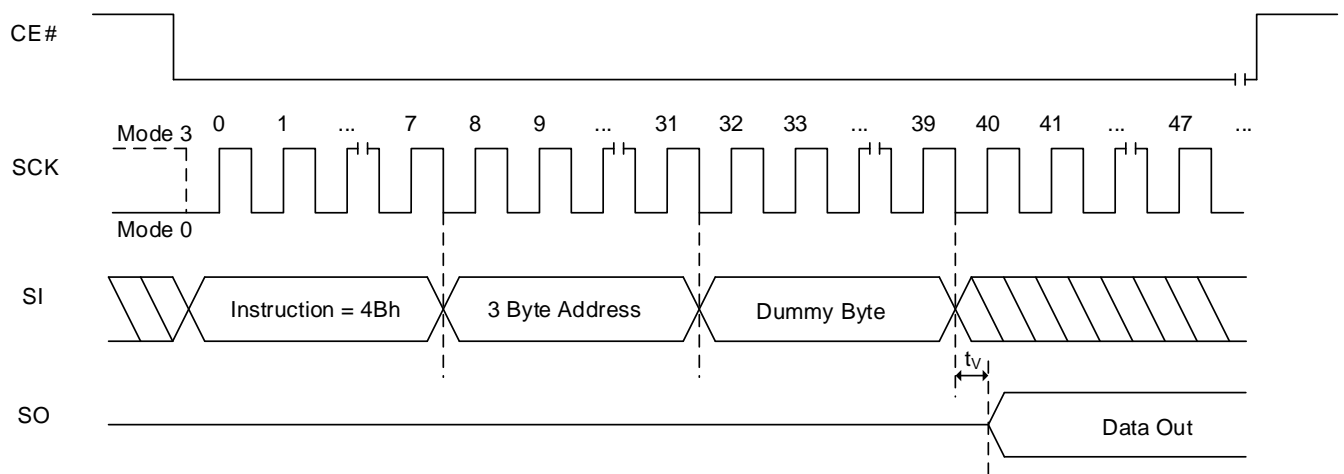 CE#
Mode 3
0 1 ... 7 8 9 ... 31 32 33 ... 39 40 41 ... 47 ...
SCK
Mode 0
SI
Instruction = 4Bh
3 Byte Address
Dummy Byte
tV
SO
Data Out